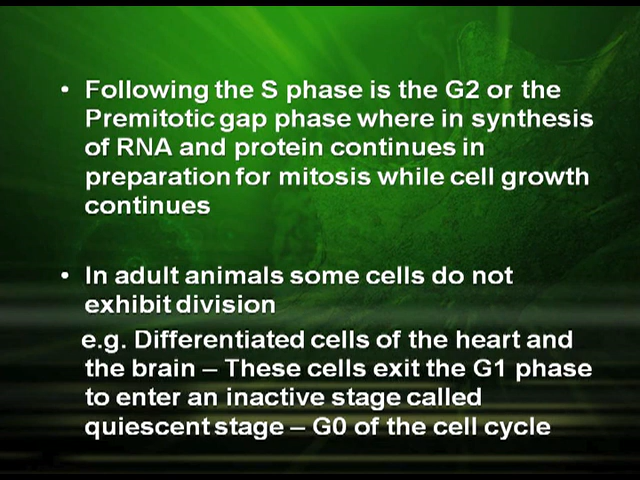 • Following the S phase is the G2 or the
Premitotic gap phase where in synthesis
of RNA and protein continues in
preparation for mitosis while cell growth
continues
• In adult animals some cells do not
exhibit division
e.g. Differentiated cells of the heart and
the brain – These cells exit the G1 phase
to enter an inactive stage called
quiescent stage – G0 of the cell cycle